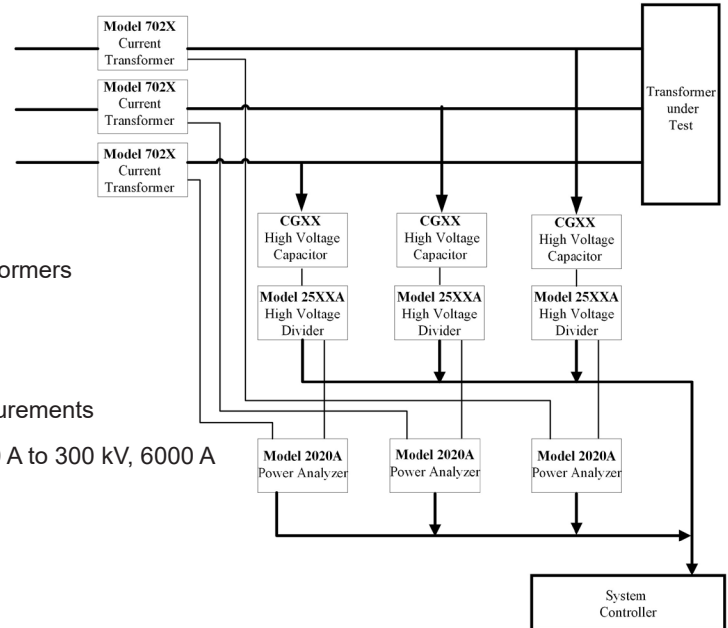 Model 702X
Current
Transformer
Model 702X
Current
Transformer
Model 702X
Current
Transformer
Transformer
under
Test
CGXX
High Voltage
Capacitor
CGXX
High Voltage
Capacitor
CGXX
High Voltage
Capacitor
ormers
Model 25XXA
High Voltage
Divider
Model 25XXA
High Voltage
Divider
Model 25XXA
High Voltage
Divider
urements
A to 300 kV, 6000 A
Model 2020A
Power Analyzer
Model 2020A
Power Analyzer
Model 2020A
Power Analyzer
System
Controller